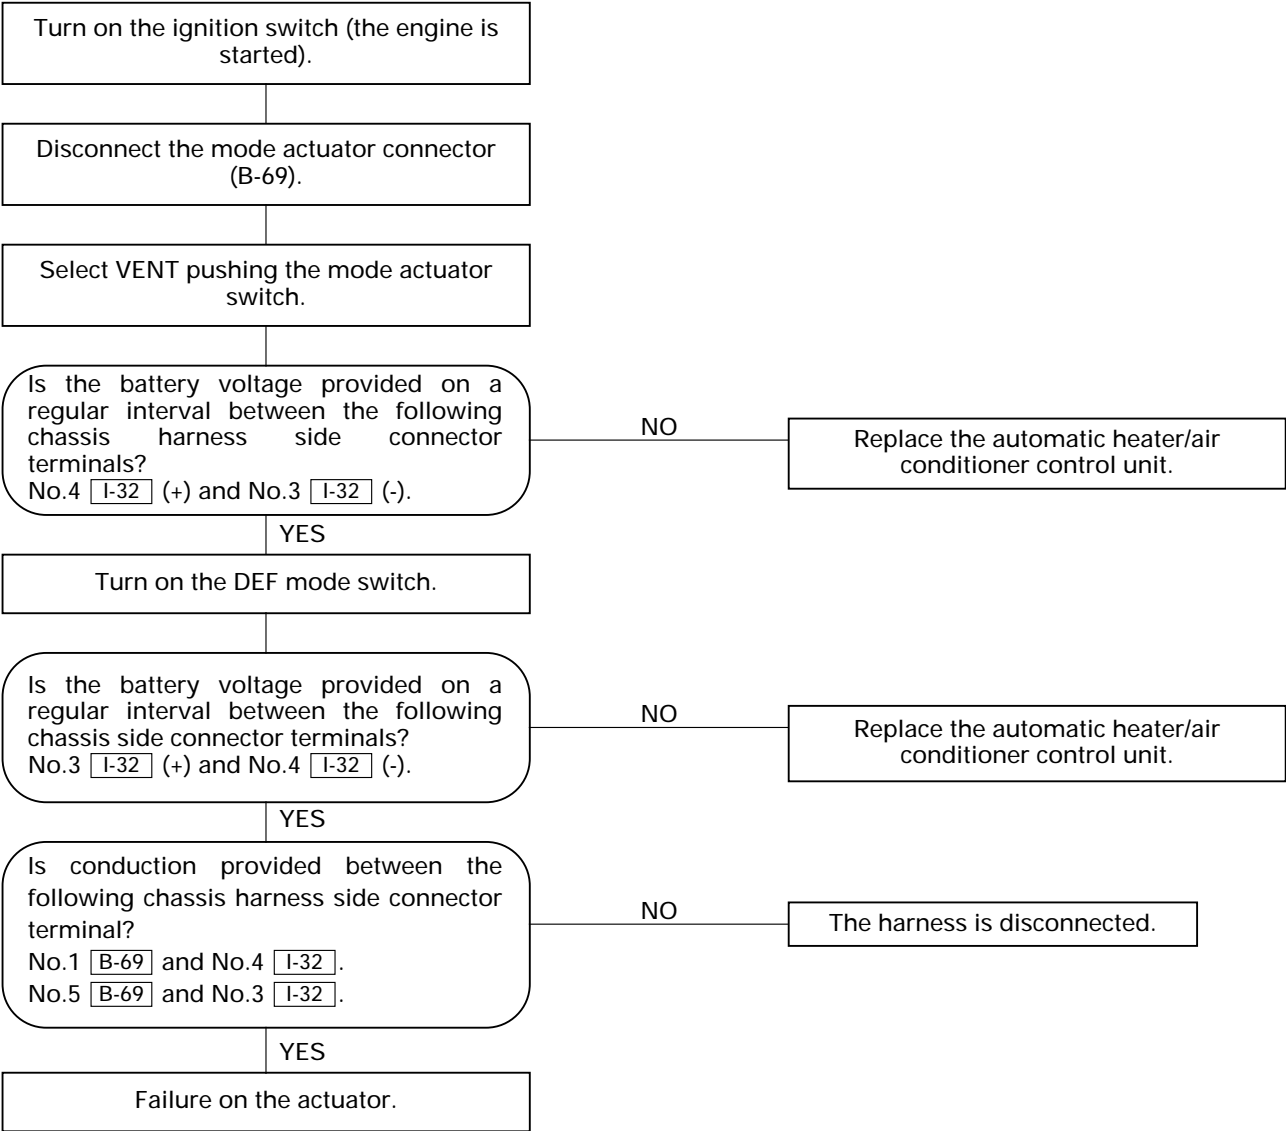 Turn on the ignition switch (the engine is
started).
Disconnect the mode actuator connector
(B-69).
Select VENT pushing the mode actuator
switch.
Is the battery voltage provided on a
regular interval between the following
chassis harness side connector
terminals?
No.4 I-32 (+) and No.3 I-32 (-).
NO
Replace the automatic heater/air
conditioner control unit.
YES
Turn on the DEF mode switch.
Is the battery voltage provided on a
regular interval between the following
chassis side connector terminals?
No.3 I-32 (+) and No.4 I-32 (-).
NO
Replace the automatic heater/air
conditioner control unit.
YES
Is conduction provided between the
following chassis harness side connector
terminal?
No.1 B-69 and No.4 I-32.
No.5 B-69 and No.3 I-32.
NO
The harness is disconnected.
YES
Failure on the actuator.